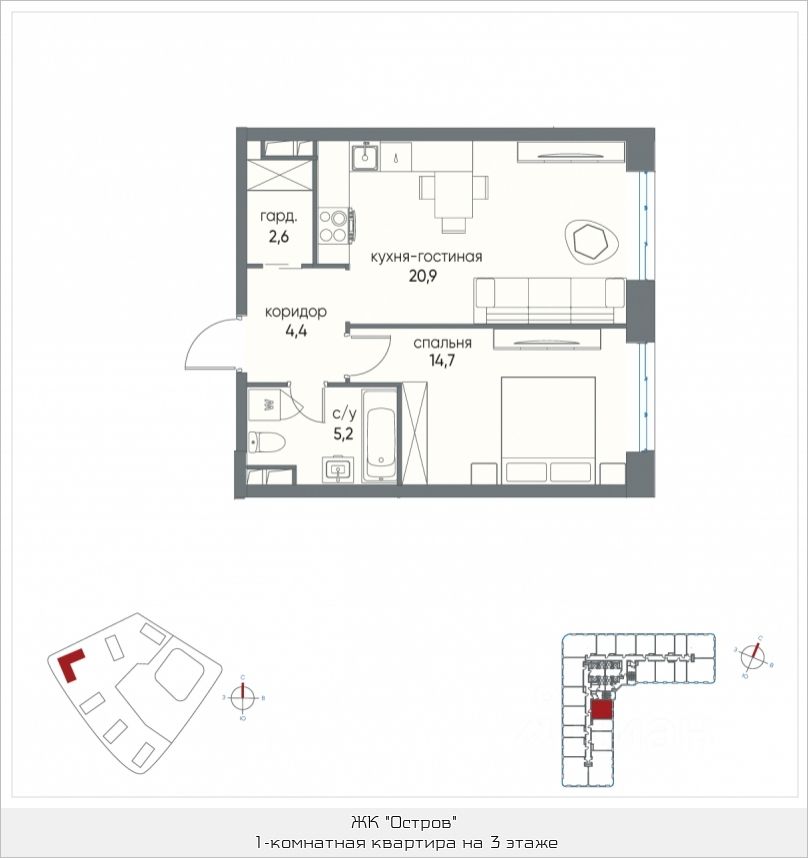 гард.
2,6
кухня-гостиная
20,9
коридор
4,4
спальня
14,7
с/у
5,2
W
С
З В
Ю
С
З В
Ю
ЖК "Остров"
1-комнатная квартира на 3 этаже